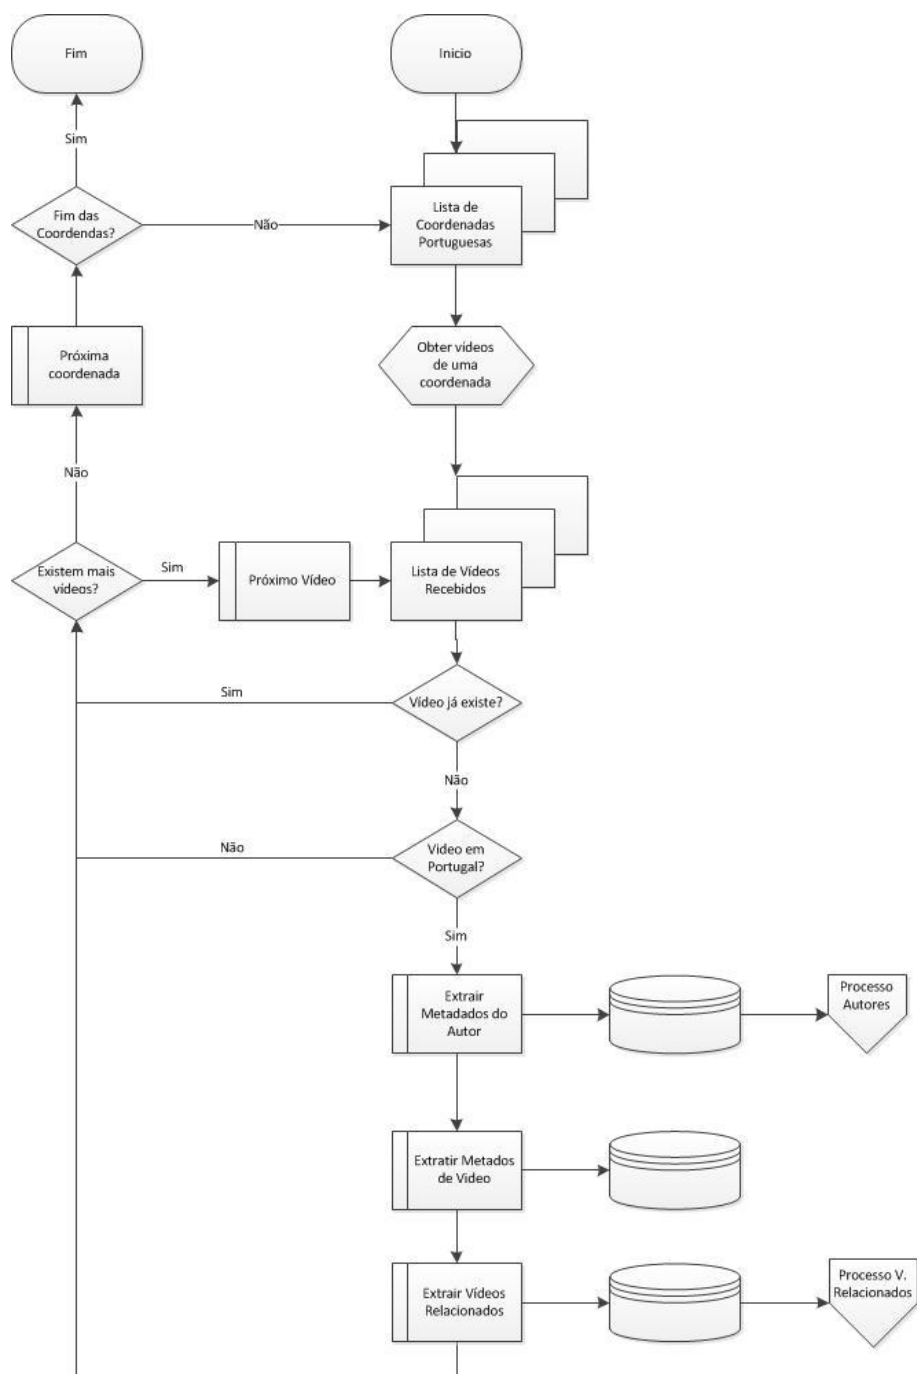 Fim
Inicio
Sim
Fim das
Coordendas?
Não
Lista de
Coordenadas
Portuguesas
Próxima
coordenada
Obter vídeos
de uma
coordenada
Não
Existem mais
vídeos?
Sim
Próximo Vídeo
Lista de Vídeos
Recebidos
Sim
Vídeo já existe?
Não
Não
Video em
Portugal?
Sim
Extrair
Metadados do
Autor
Processo
Autores
Extratir Metados
de Video
Extrair Vídeos
Relacionados
Processo V.
Relacionados